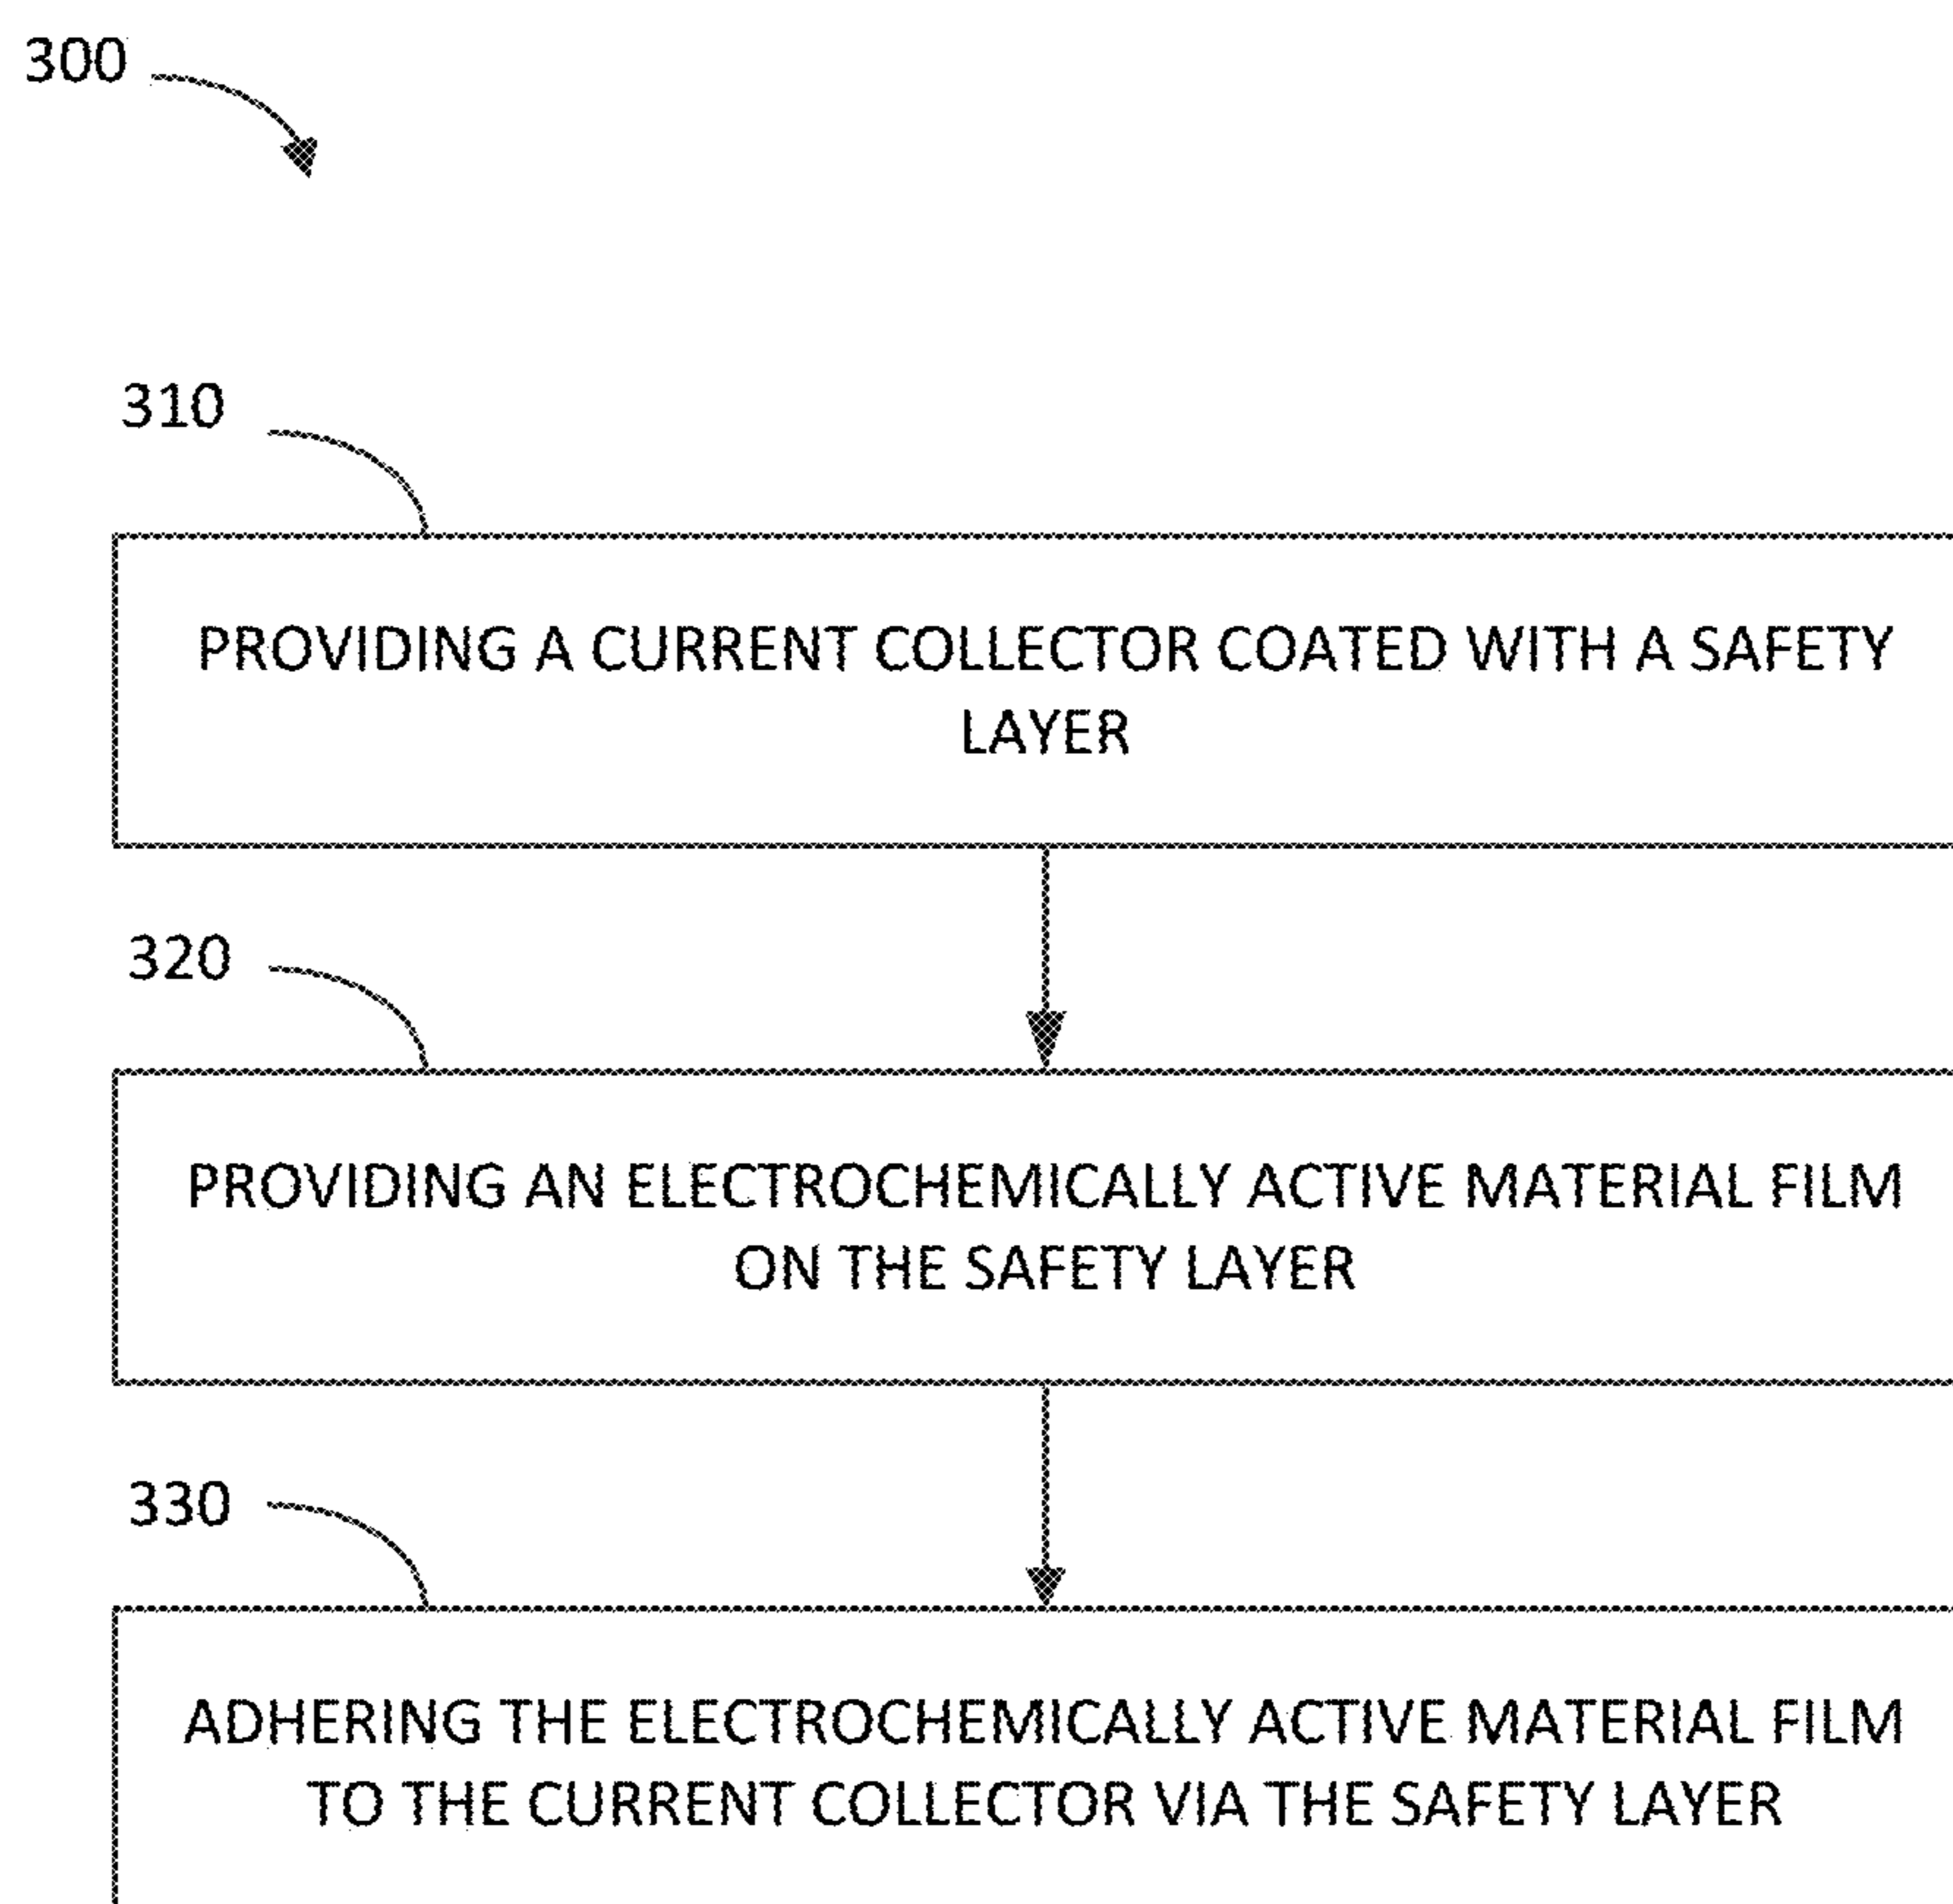 300
310
PROVIDING A CURRENT COLLECTOR COATED WITH A SAFETY
LAYER
320
PROVIDING AN ELECTROCHEMICALLY ACTIVE MATERIAL FILM
ON THE SAFETY LAYER
330
ADHERING THE ELECTROCHEMICALLY ACTIVE MATERIAL FILM
TO THE CURRENT COLLECTOR VIA THE SAFETY LAYER